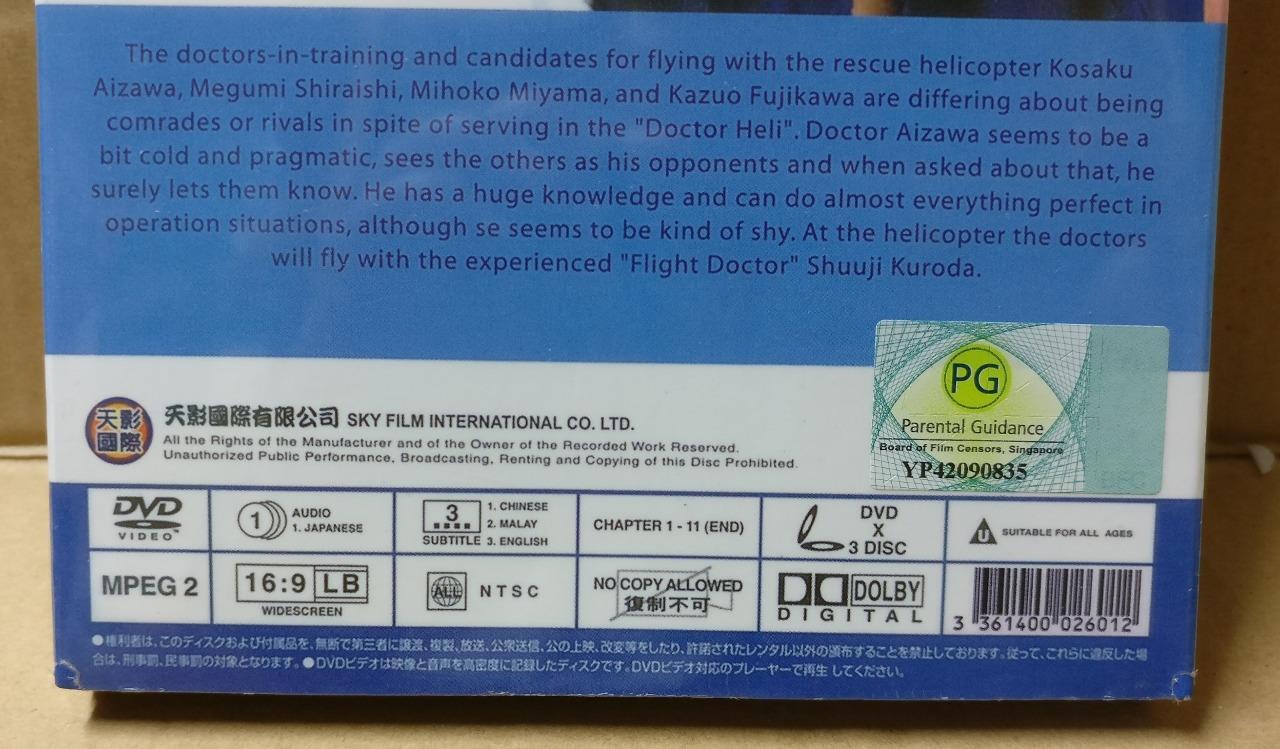 The doctors-in-training and candidates for flying with the rescue helicopter Kosaku
Aizawa, Megumi Shiraishi, Mihoko Miyama, and Kazuo Fujikawa are differing about being
comrades or rivals in spite of serving in the "Doctor Heli". Doctor Aizawa seems to be a
bit cold and pragmatic, sees the others as his opponents and when asked about that, he
surely lets them know. He has a huge knowledge and can do almost everything perfect in
operation situations, although se seems to be kind of shy. At the helicopter the doctors
will fly with the experienced "Flight Doctor" Shuuji Kuroda.
PG
Parental Guidance
Board of Film Censors, Singapore
YP42090835
天影
國際
天影國際有限公司 SKY FILM INTERNATIONAL CO. LTD.
All the Rights of the Manufacturer and of the Owner of the Recorded Work Reserved.
Unauthorized Public Performance, Broadcasting, Renting and Copying of this Disc Prohibited.
DVD
VIDEO™
1
AUDIO
1. JAPANESE
3
SUBTITLE
1. CHINESE
2. MALAY
3. ENGLISH
CHAPTER 1 - 11 (END)
DVD
X
3 DISC
U SUITABLE FOR ALL AGES
MPEG 2
16:9 LB
WIDESCREEN
ALL NTSC
NO COPY ALLOWED
復制不可
DOLBY
DIGITAL
3 361400 026012
●権利者は、このディスクおよび付属品を、無断で第三者に譲渡、複製、放送、公衆送信、公の上映、改変等をしたり、許諾されたレンタル以外の頒布することを禁止しております。従って、これらに違反した場
合は、刑事罰、民事罰の対象となります。●DVDビデオは映像と音声を高密度に記録したディスクです。DVDビデオ対応のプレーヤーで再生 してください。